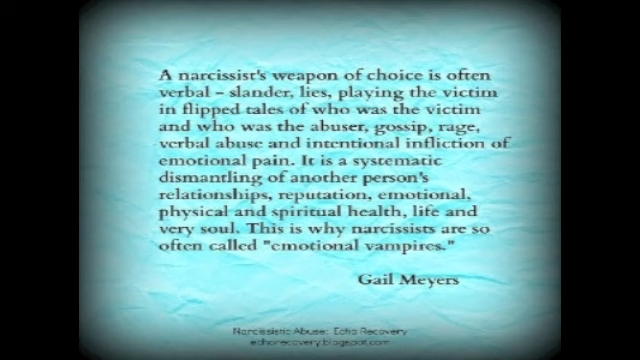 A narcissist's weapon of choice is often
verbal - slander, lies, playing the victim
in flipped tales of who was the victim
and who was the abuser, gossip, rage,
verbal abuse and intentional infliction of
emotional pain. It is a systematic
dismantling of another person's
relationships, reputation, emotional,
physical and spiritual health, life and
very soul. This is why narcissists are so
often called "emotional vampires."
Gail Meyers
Narcissistic Abuse: Echo Recovery
echorecovery.blogspot.com